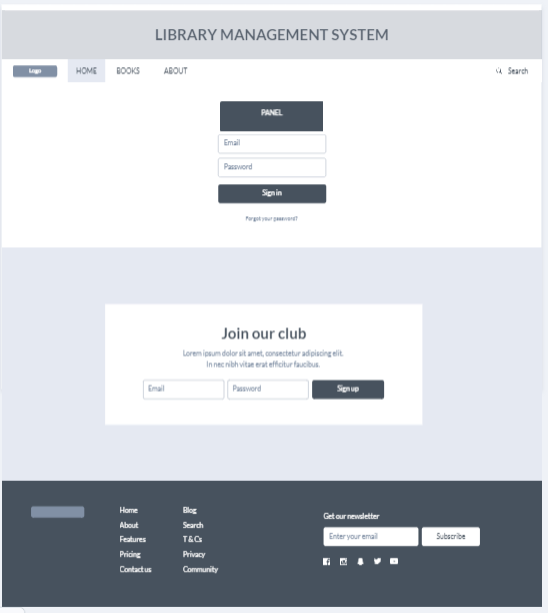 LIBRARY MANAGEMENT SYSTEM
Logo
HOME
BOOKS
ABOUT
Search
PANEL
Email
Password
Sign in
Forgot your password?
Join our club
Lorem ipsum dolor sit amet, consectetur adipiscing elit.
In nec nibh vitae erat efficitur faucibus.
Email
Password
Sign up
Home
About
Features
Pricing
Contact us
Blog
Search
T & Cs
Privacy
Community
Get our newsletter
Enter your email
Subscribe